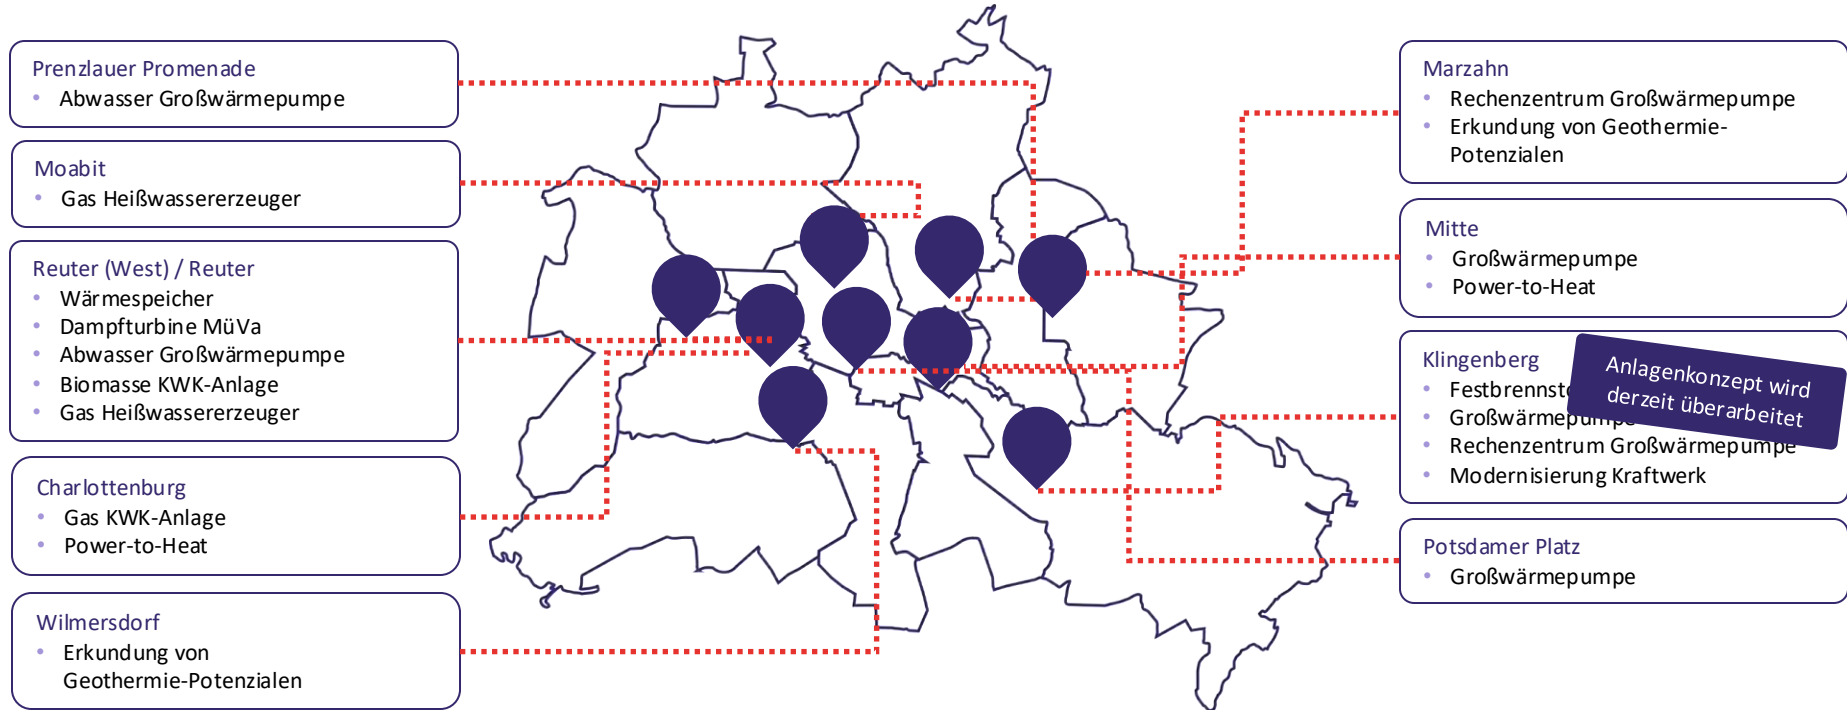 Prenzlauer Promenade
• Abwasser Großwärmepumpe
Moabit
• Gas Heißwassererzeuger
Reuter (West) / Reuter
• Wärmespeicher
• Dampfturbine MüVa
• Abwasser Großwärmepumpe
• Biomasse KWK-Anlage
• Gas Heißwassererzeuger
Charlottenburg
• Gas KWK-Anlage
• Power-to-Heat
Wilmersdorf
• Erkundung von
Geothermie-Potenzialen
Marzahn
• Rechenzentrum Großwärmepumpe
• Erkundung von Geothermie-
Potenzialen
Mitte
• Großwärmepumpe
• Power-to-Heat
Klingenberg
•
• Großwärmepumpe
• Rechenzentrum Großwärmepumpe
• Modernisierung Kraftwerk
Anlagenkonzept wird
derzeit überarbeitet
Potsdamer Platz
• Großwärmepumpe